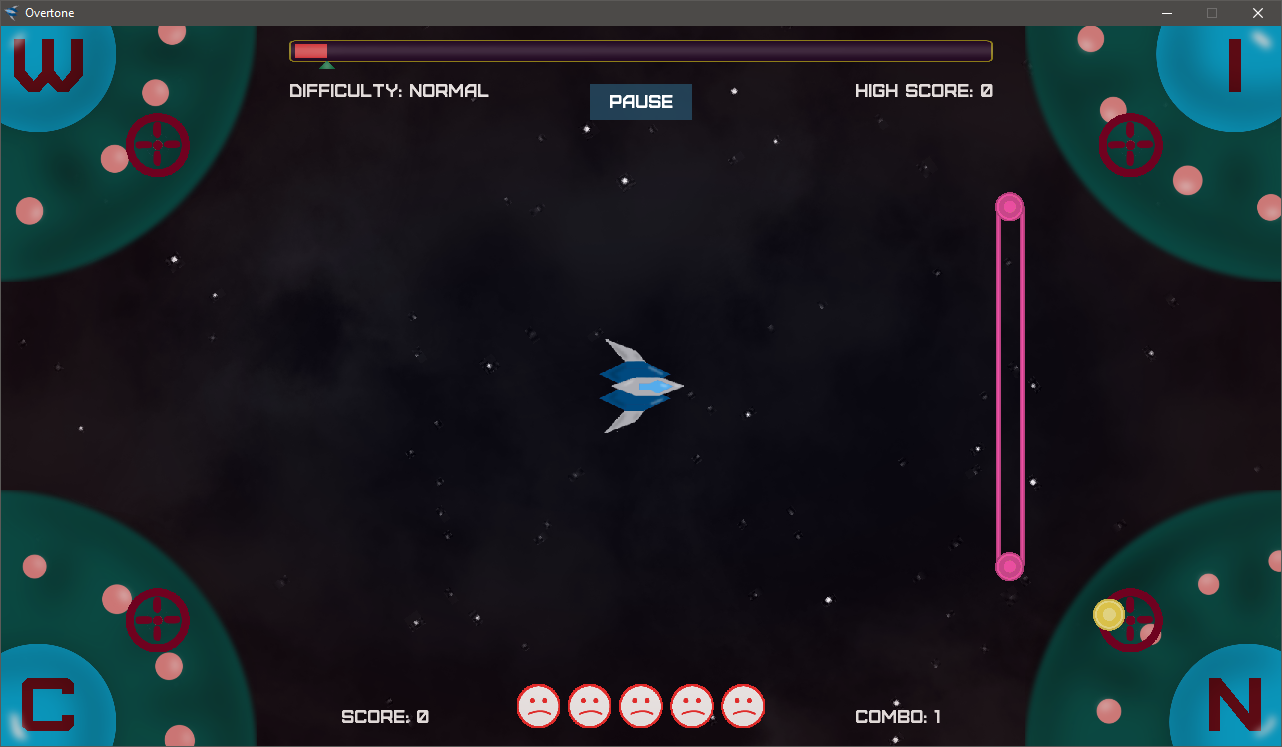 Overtone
W
I
DIFFICULTY: NORMAL
PAUSE
HIGH SCORE: 0
C
N
SCORE: 0
COMBO: 1